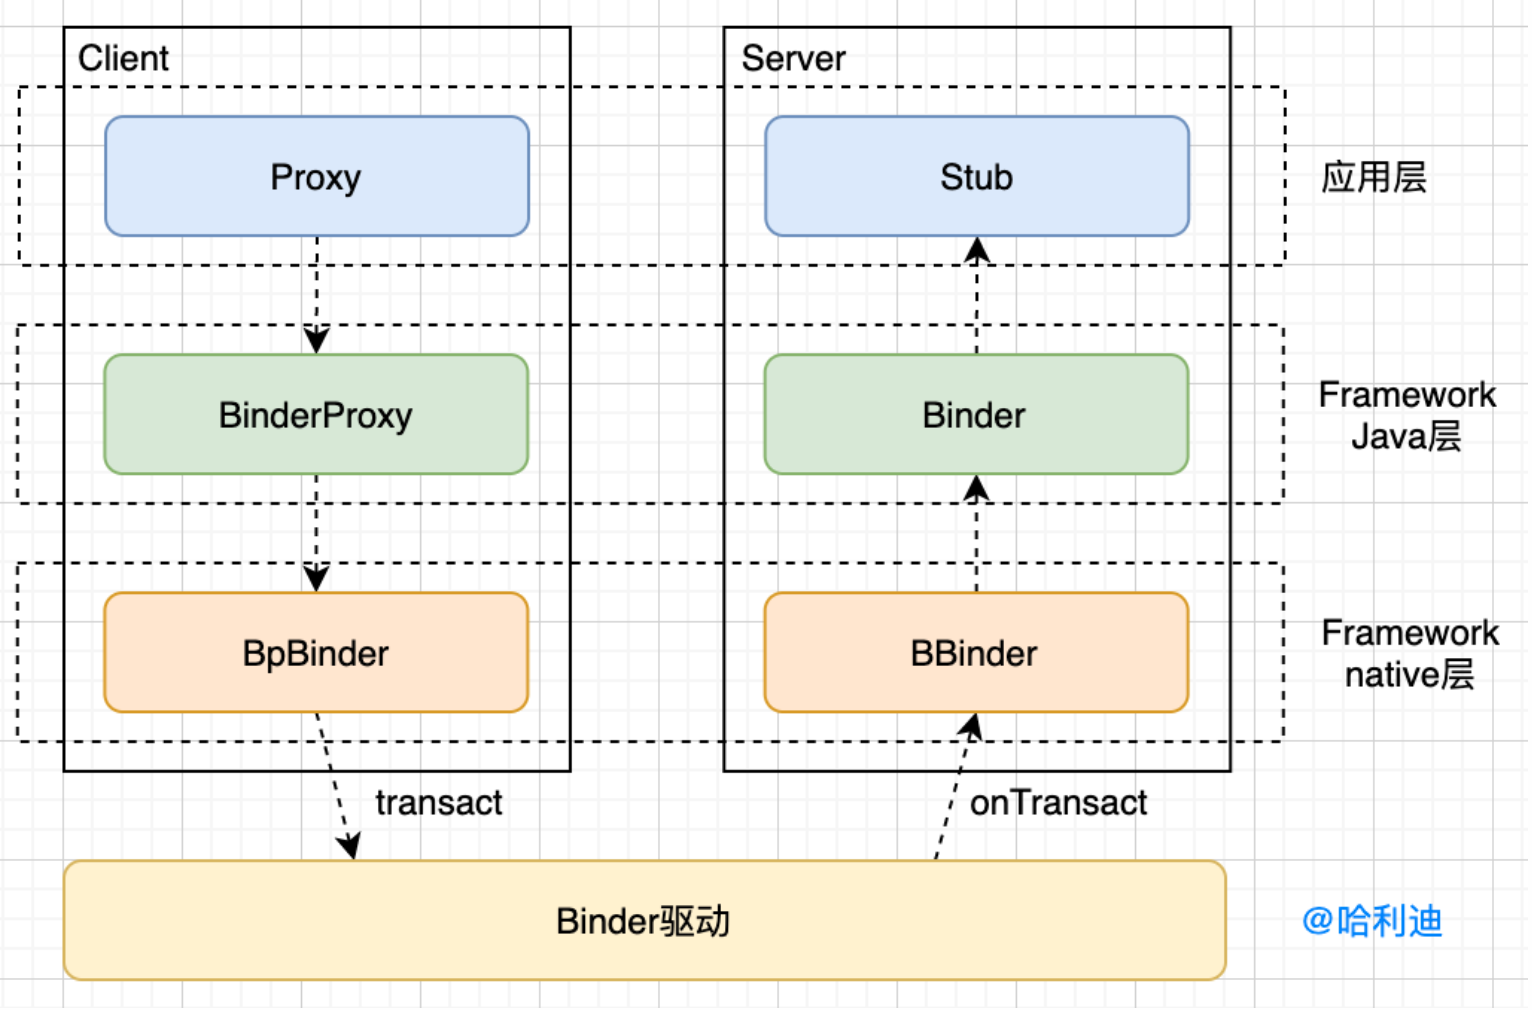 Client
Server
Proxy
Stub
应用层
BinderProxy
Binder
Framework
Java层
BpBinder
BBinder
Framework
native层
transact
onTransact
Binder驱动
@哈利迪